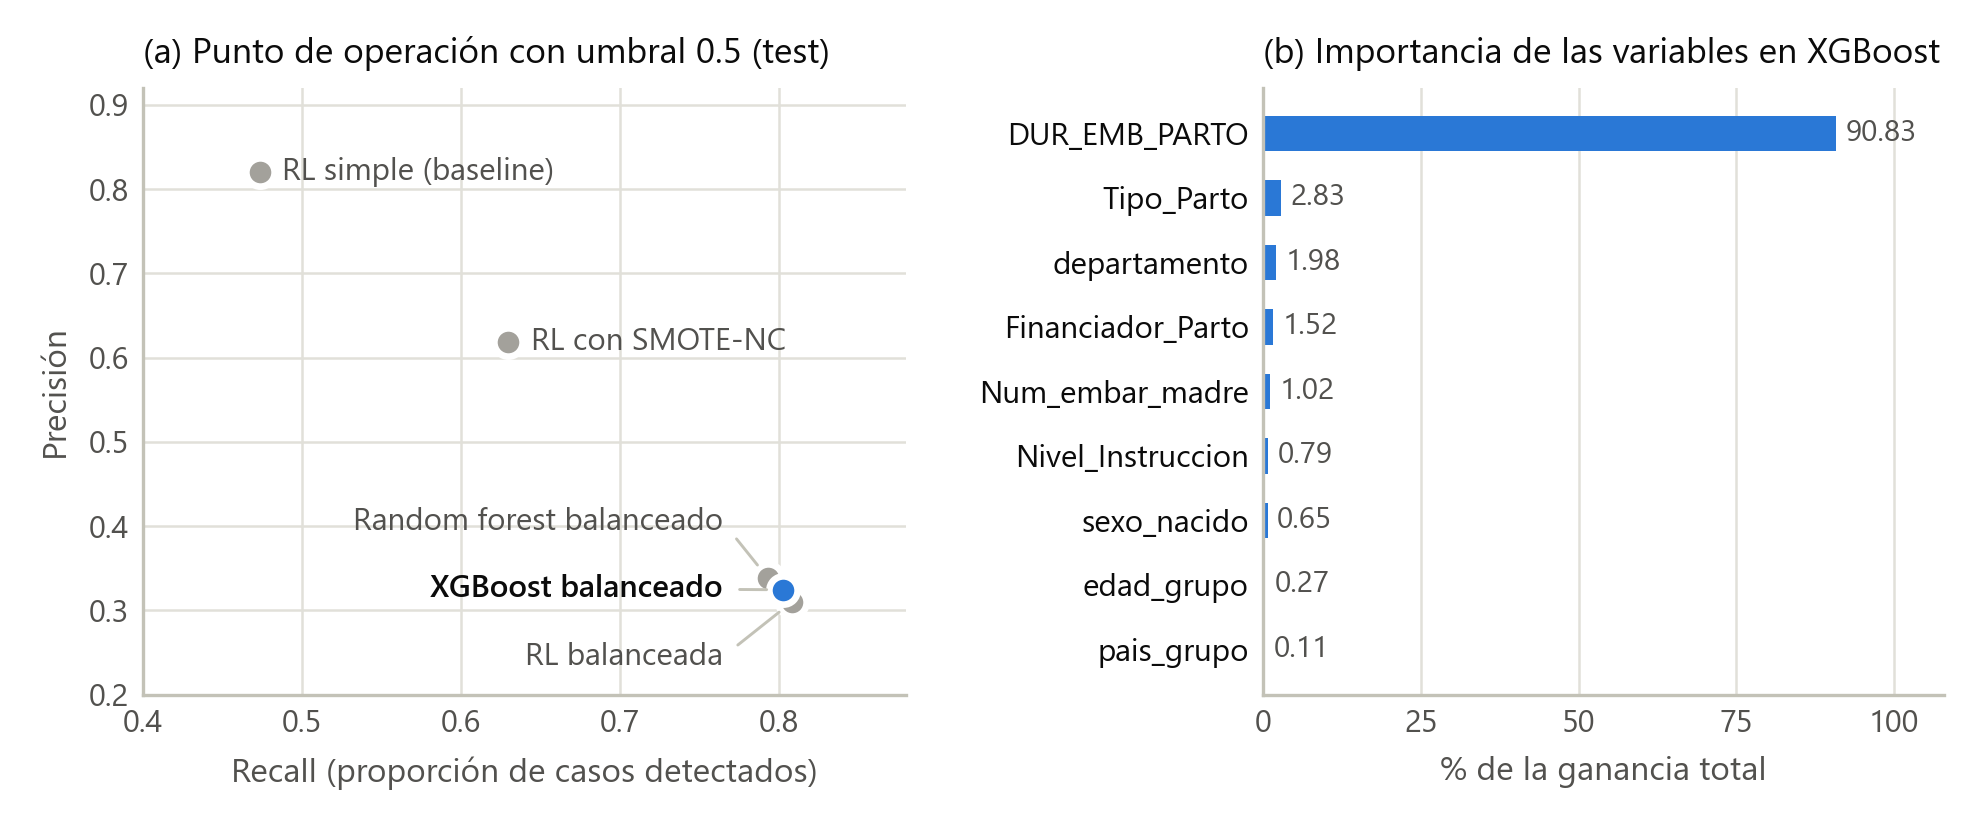 (a) Punto de operación con umbral 0.5 (test)
Precisión
0.9
0.8
0.7
0.6
0.5
0.4
0.3
0.2
RL simple (baseline)
RL con SMOTE-NC
Random forest balanceado
XGBoost balanceado
RL balanceada
0.4 0.5 0.6 0.7 0.8
Recall (proporción de casos detectados)
(b) Importancia de las variables en XGBoost
DUR_EMB_PARTO 90.83
Tipo_Parto 2.83
departamento 1.98
Financiador_Parto 1.52
Num_embar_madre 1.02
Nivel_Instruccion 0.79
sexo_nacido 0.65
edad_grupo 0.27
pais_grupo 0.11
0 25 50 75 100
% de la ganancia total